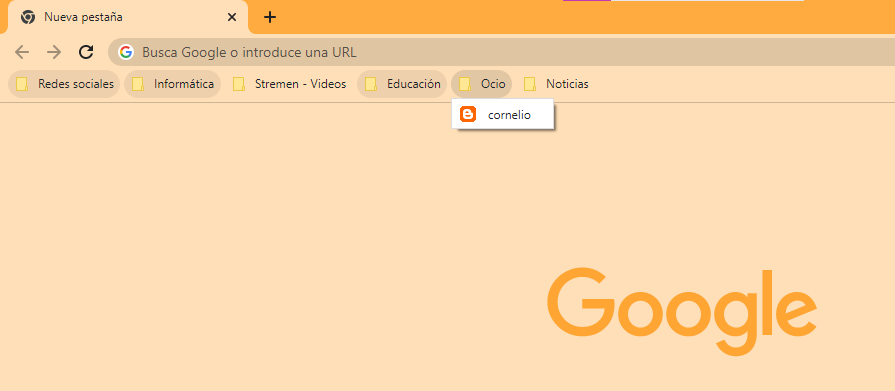 Nueva pestaña
Busca Google o introduce una URL
Redes sociales Informática Stremen - Videos Educación Ocio Noticias
cornelio
Google